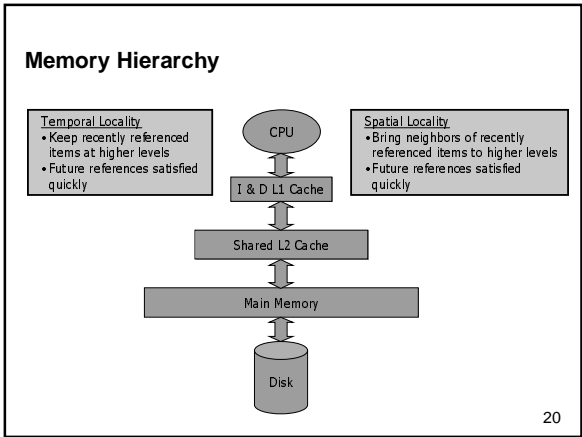 Memory Hierarchy
Temporal Locality
•Keep recently referenced
items at higher levels
•Future references satisfied
quickly
CPU
Spatial Locality
•Bring neighbors of recently
referenced items to higher levels
•Future references satisfied
quickly
I & D L1 Cache
Shared L2 Cache
Main Memory
Disk
20